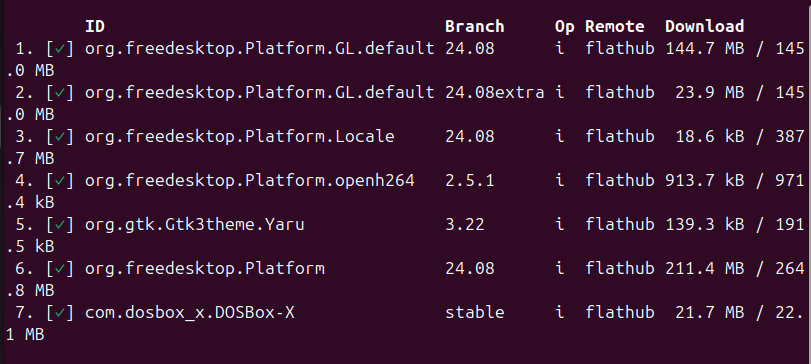 ID Branch Op Remote Download
1. [✓] org.freedesktop.Platform.GL.default 24.08 i flathub 144.7 MB / 145
.0 MB
2. [✓] org.freedesktop.Platform.GL.default 24.08extra i flathub 23.9 MB / 145
.0 MB
3. [✓] org.freedesktop.Platform.Locale 24.08 i flathub 18.6 kB / 387
.7 MB
4. [✓] org.freedesktop.Platform.openh264 2.5.1 i flathub 913.7 kB / 971
.4 kB
5. [✓] org.gtk.Gtk3theme.Yaru 3.22 i flathub 139.3 kB / 191
.5 kB
6. [✓] org.freedesktop.Platform 24.08 i flathub 211.4 MB / 264
.8 MB
7. [✓] com.dosbox_x.DOSBox-X stable i flathub 21.7 MB / 22.
1 MB